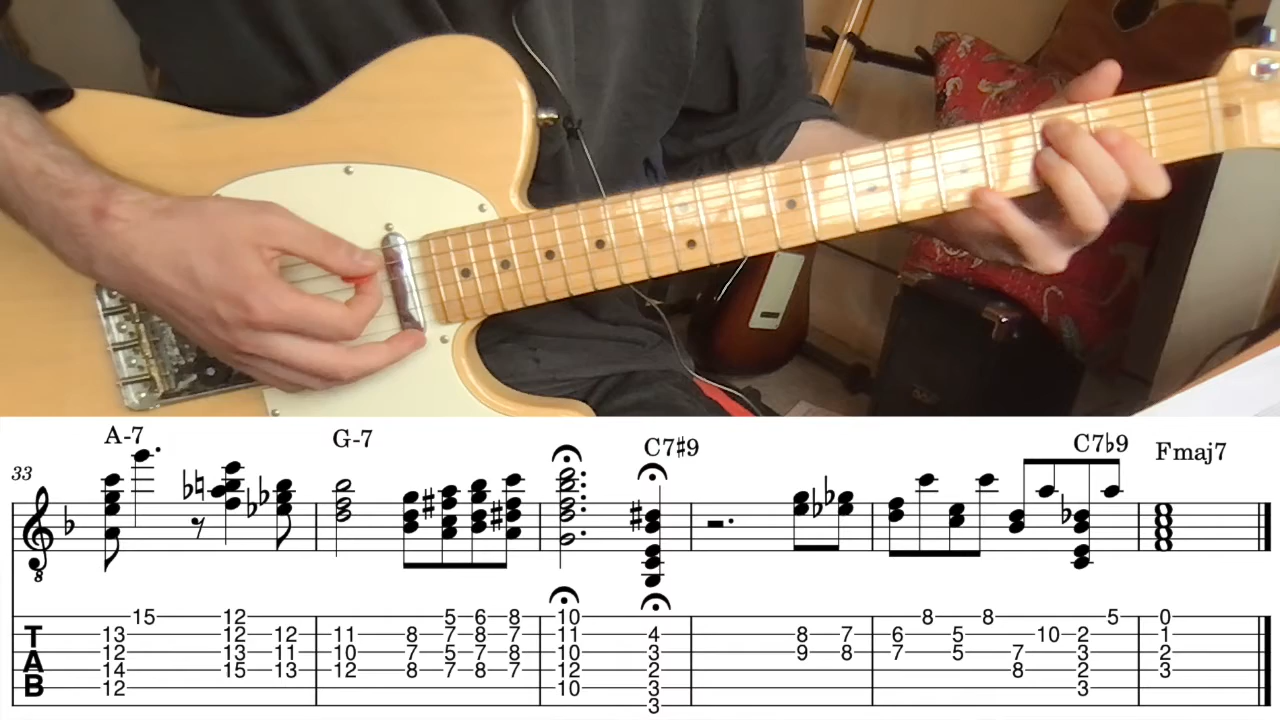 A-7 G-7 C7#9 C7♭9 Fmaj7
33
8
15 12 5 6 8 10 8 8 5 0
T 13 12 12 11 8 7 8 7 11 4 8 7 6 5 10 2 1
A 12 13 11 10 7 5 7 8 10 3 9 8 7 5 7 3 2
14 15 13 12 8 7 8 7 12 2 8 2 3
B 12 10 3 3
3